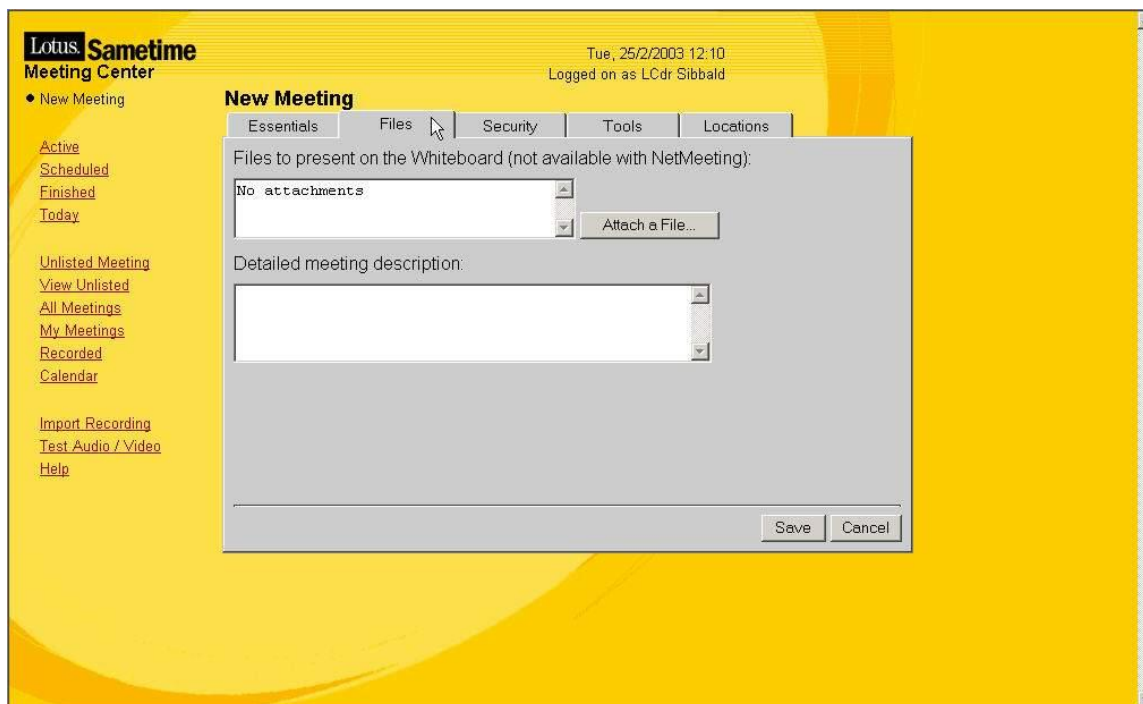 Lotus. Sametime
Meeting Center
Tue, 25/2/2003 12:10
Logged on as LCdr Sibbald
New Meeting
Active
Scheduled
Finished
Today
Unlisted Meeting
View Unlisted
All Meetings
My Meetings
Recorded
Calendar
Import Recording
Test Audio / Video
Help
New Meeting
Essentials Files Security Tools Locations
Files to present on the Whiteboard (not available with NetMeeting):
No attachments
Attach a File...
Detailed meeting description:
Save Cancel